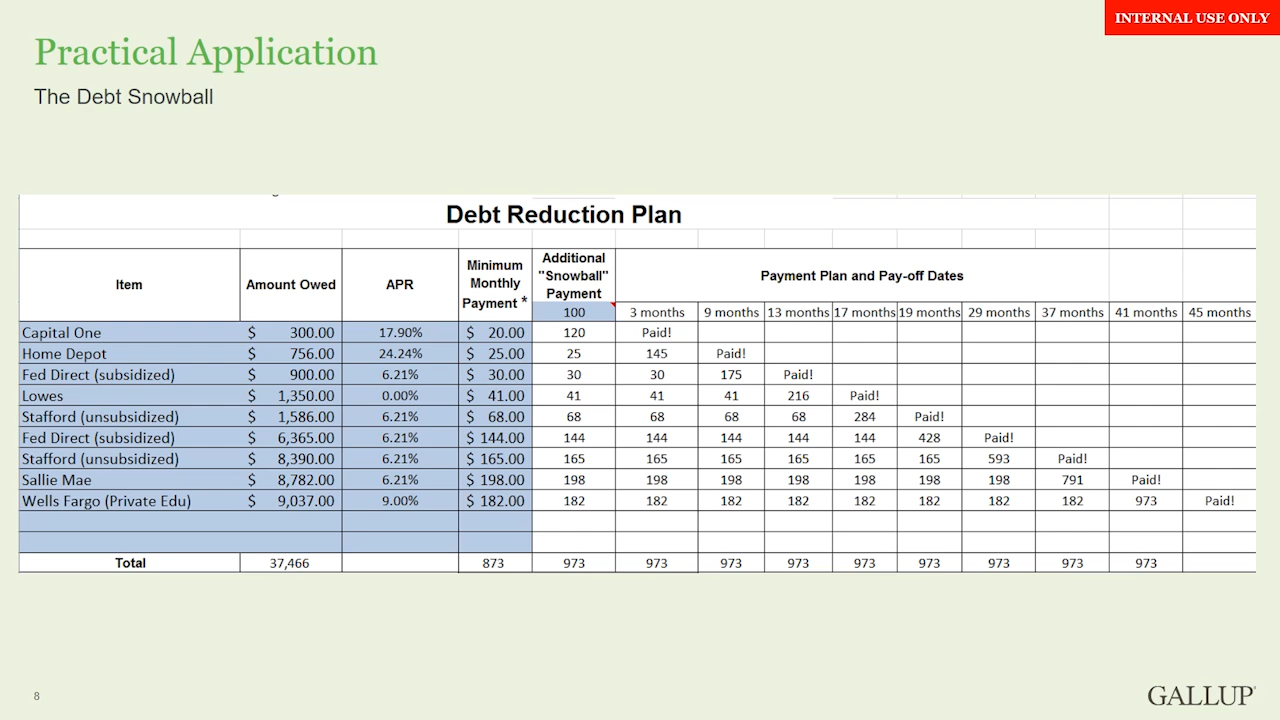 INTERNAL USE ONLY
Practical Application
The Debt Snowball
Debt Reduction Plan
Item Amount Owed APR Minimum Monthly Payment * Additional "Snowball" Payment Payment Plan and Pay-off Dates
100 3 months 9 months 13 months 17 months 19 months 29 months 37 months 41 months 45 months
Capital One $ 300.00 17.90% $ 20.00 120 Paid!
Home Depot $ 756.00 24.24% $ 25.00 25 145 Paid!
Fed Direct (subsidized) $ 900.00 6.21% $ 30.00 30 30 175 Paid!
Lowes $ 1,350.00 0.00% $ 41.00 41 41 41 216 Paid!
Stafford (unsubsidized) $ 1,586.00 6.21% $ 68.00 68 68 68 68 284 Paid!
Fed Direct (subsidized) $ 6,365.00 6.21% $ 144.00 144 144 144 144 144 428 Paid!
Stafford (unsubsidized) $ 8,390.00 6.21% $ 165.00 165 165 165 165 165 165 593 Paid!
Sallie Mae $ 8,782.00 6.21% $ 198.00 198 198 198 198 198 198 198 791 Paid!
Wells Fargo (Private Edu) $ 9,037.00 9.00% $ 182.00 182 182 182 182 182 182 182 182 973 Paid!
Total 37,466 873 973 973 973 973 973 973 973 973 973
8
GALLUP